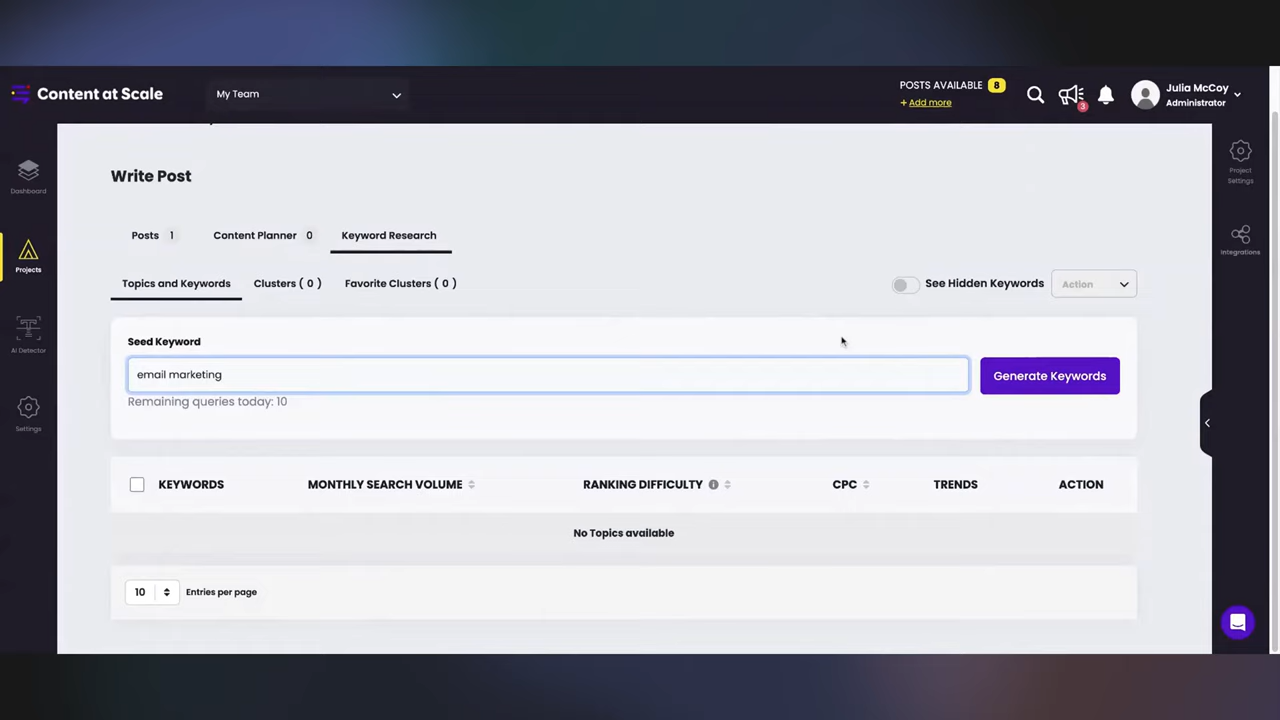 Content at Scale
My Team
POSTS AVAILABLE 8
+ Add more
3
Julia McCoy
Administrator
Dashboard
Projects
AI Detector
Settings
Write Post
Posts 1
Content Planner 0
Keyword Research
Topics and Keywords
Clusters ( 0 )
Favorite Clusters ( 0 )
See Hidden Keywords
Action
Seed Keyword
email marketing
Generate Keywords
Remaining queries today: 10
KEYWORDS
MONTHLY SEARCH VOLUME
RANKING DIFFICULTY
CPC
TRENDS
ACTION
No Topics available
10
Entries per page
Project
Settings
Integrations